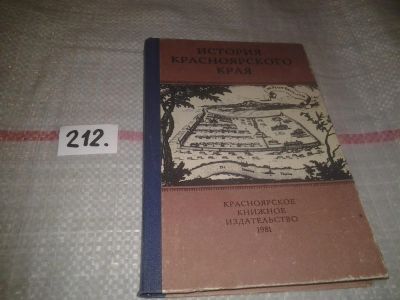 212.
ИСТОРИЯ
КРАСНОЯРСКОГО
КРАЯ
КРАСНОЯРСКОЕ
КНИЖНОЕ
ИЗДАТЕЛЬСТВО
1981